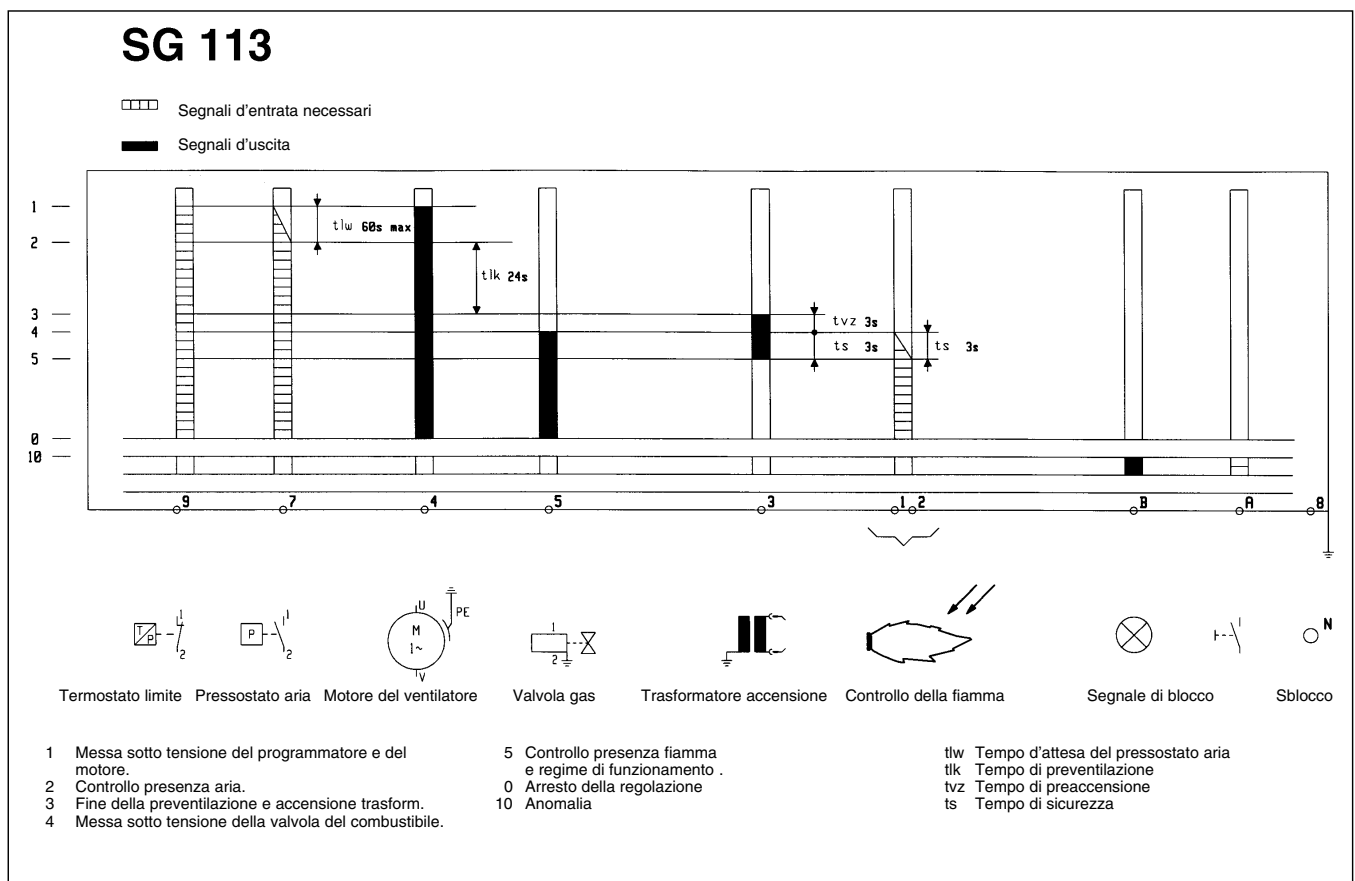 SG 113
Segnali d'entrata necessari
Segnali d'uscita
1
tlw 60s max
2
tlk 24s
3
tvz 3s
4
ts 3s
ts 3s
5
0
10
9 7 4 5 3 1 2 B A 8
1
2
T/P
P
1
2
U
PE
M
1~
V
1
2
N
Termostato limite Pressostato aria Motore del ventilatore Valvola gas Trasformatore accensione Controllo della fiamma Segnale di blocco Sblocco
1 Messa sotto tensione del programmatore e del
motore.
2 Controllo presenza aria.
3 Fine della preventilazione e accensione trasform.
4 Messa sotto tensione della valvola del combustibile.
5 Controllo presenza fiamma
e regime di funzionamento .
0 Arresto della regolazione
10 Anomalia
tlw Tempo d'attesa del pressostato aria
tlk Tempo di preventilazione
tvz Tempo di preaccensione
ts Tempo di sicurezza